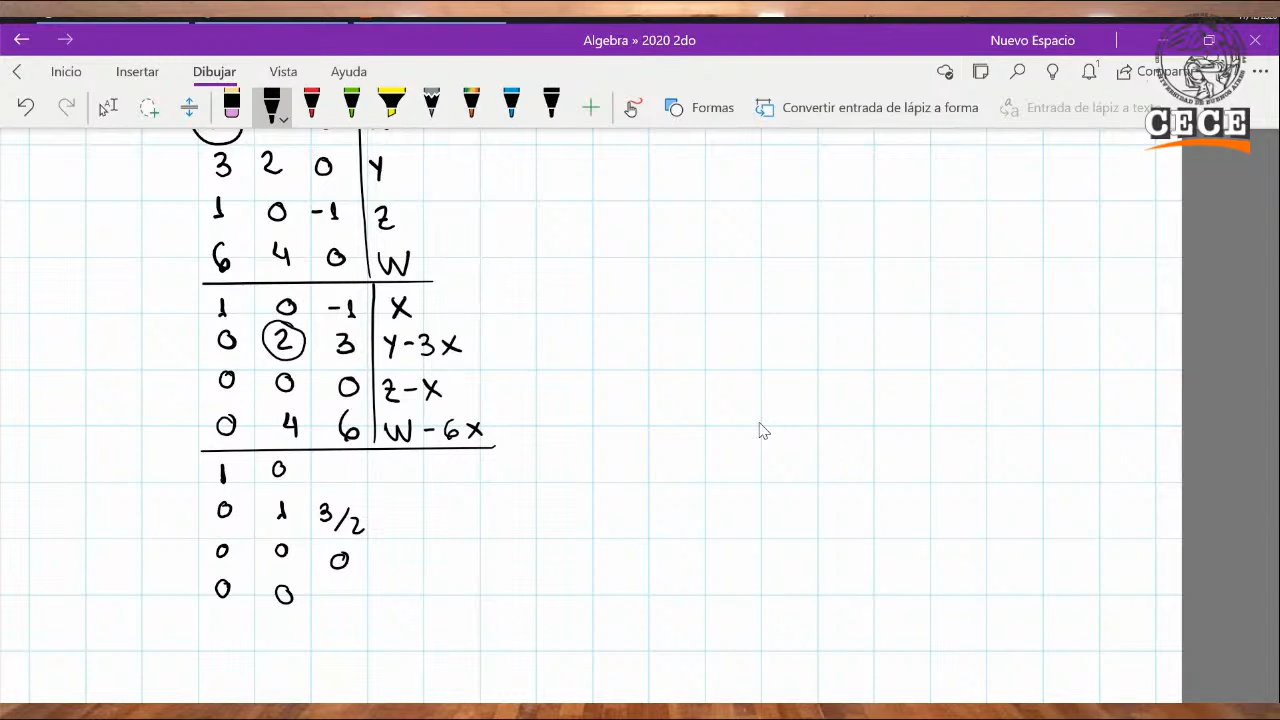 Algebra » 2020 2do
Nuevo Espacio
Inicio Insertar Dibujar Vista Ayuda
Formas Convertir entrada de lápiz a forma Entrada de lápiz a texto
CECE
3 2 0 Y
1 0 -1 Z
6 4 0 W
1 0 -1 X
0 2 3 Y-3X
0 0 0 Z-X
0 4 6 W-6X
1 0
0 1 3/2
0 0 0
0 0